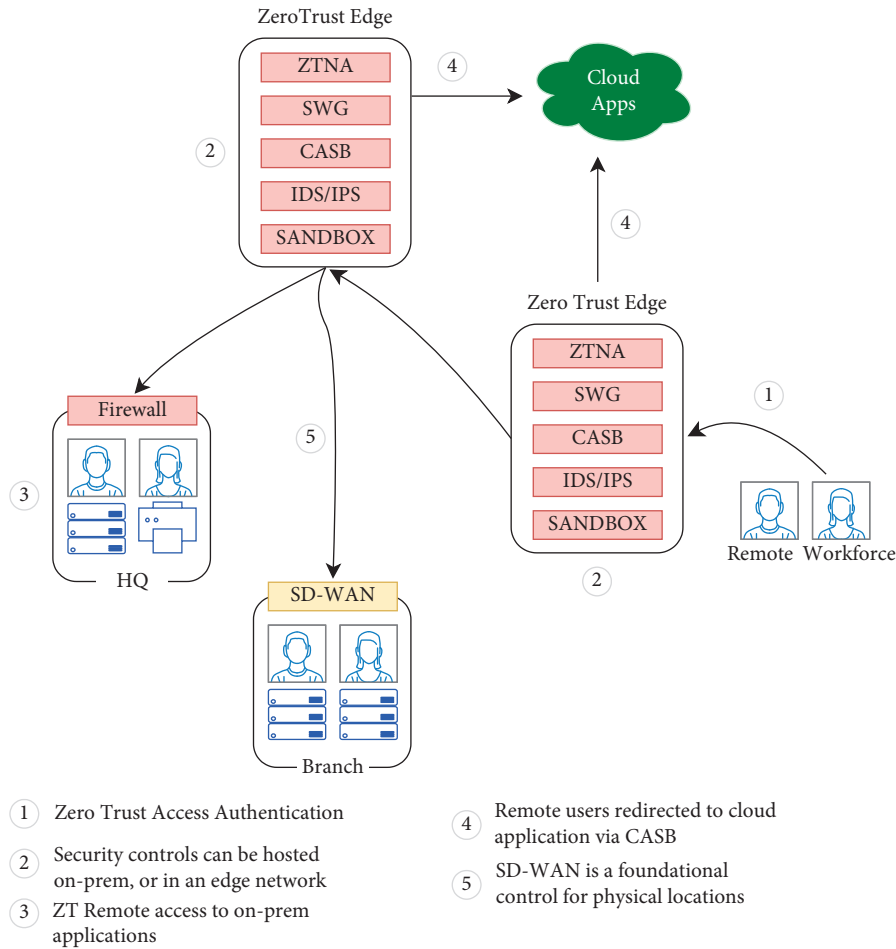 ZeroTrust Edge
ZTNA
SWG
CASB
IDS/IPS
SANDBOX
2
4
Cloud
Apps
4
Zero Trust Edge
ZTNA
SWG
CASB
IDS/IPS
SANDBOX
2
1
Remote Workforce
Firewall
3
HQ
5
SD-WAN
Branch
1 Zero Trust Access Authentication
2 Security controls can be hosted
on-prem, or in an edge network
3 ZT Remote access to on-prem
applications
4 Remote users redirected to cloud
application via CASB
5 SD-WAN is a foundational
control for physical locations